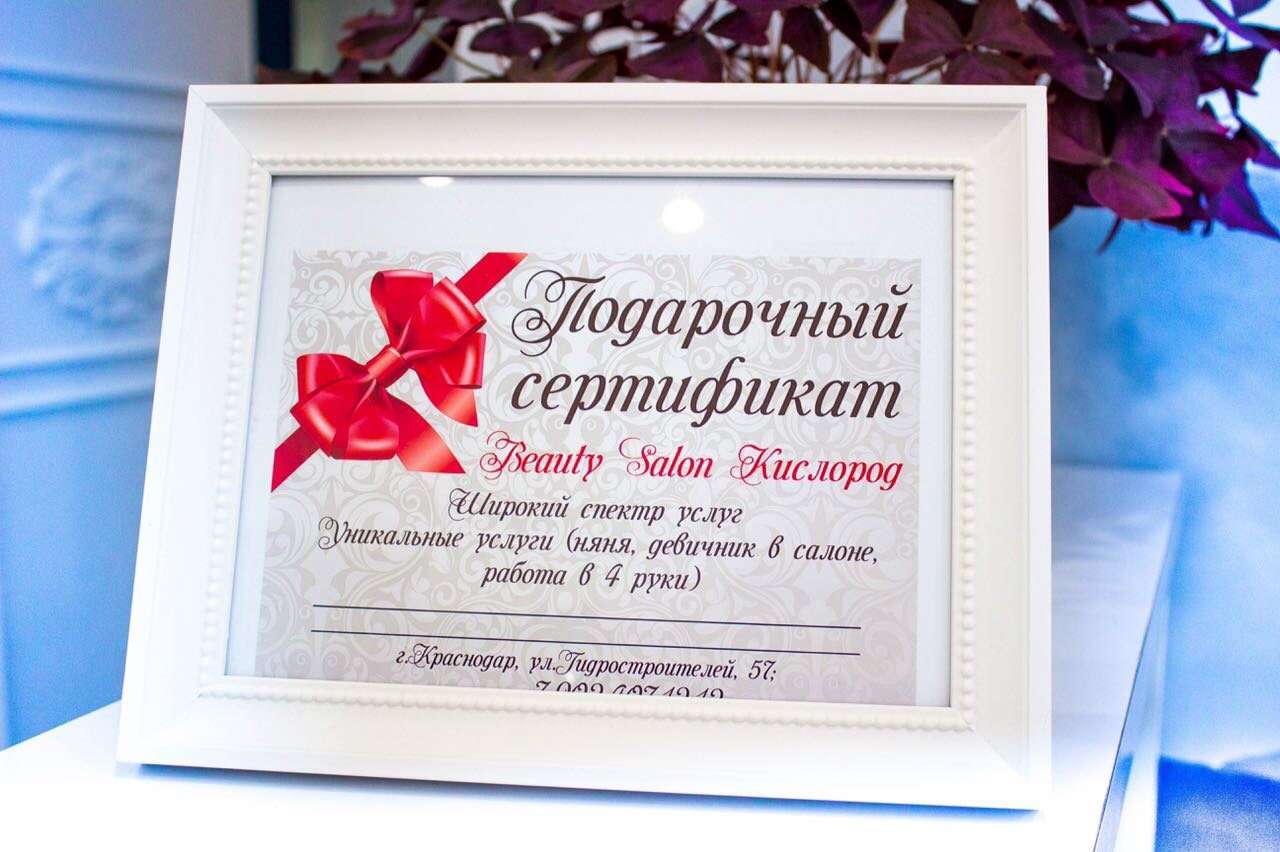 Подарочный
сертификат
Beauty Salon Кислород
Широкий спектр услуг
Уникальные услуги (няня, девичник в салоне,
работа в 4 руки)
г.Краснодар, ул.Гидростроителей, 57;